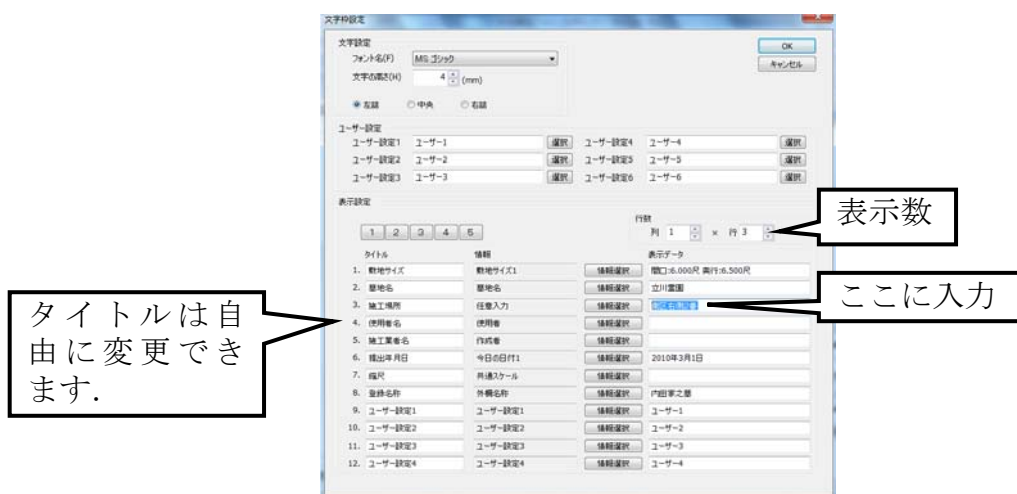 文字枠設定
文字設定
フォント名(F) MS ゴシック
文字の高さ(H) 4 (mm)
左詰 中央 右詰
OK
キャンセル
ユーザー設定
ユーザー設定1 ユーザー1 選択 ユーザー設定4 ユーザー4 選択
ユーザー設定2 ユーザー2 選択 ユーザー設定5 ユーザー5 選択
ユーザー設定3 ユーザー3 選択 ユーザー設定6 ユーザー6 選択
表示設定
1 2 3 4 5
行数
列 1 × 行 3
タイトル 情報 表示データ
1. 敷地サイズ 敷地サイズ1 情報選択 間口:6.000尺 奥行:6.500尺
2. 墓地名 墓地名 情報選択 立川霊園
3. 施工場所 任意入力 情報選択
4. 使用者名 使用者 情報選択
5. 施工業者名 作成者 情報選択
6. 提出年月日 今日の日付1 情報選択 2010年3月1日
7. 縮尺 共通スケール 情報選択
8. 登録名称 外柵名称 情報選択 内田家之墓
9. ユーザー設定1 ユーザー設定1 情報選択 ユーザー1
10. ユーザー設定2 ユーザー設定2 情報選択 ユーザー2
11. ユーザー設定3 ユーザー設定3 情報選択 ユーザー3
12. ユーザー設定4 ユーザー設定4 情報選択 ユーザー4
表示数
ここに入力
タイトルは自
由に変更でき
ます.